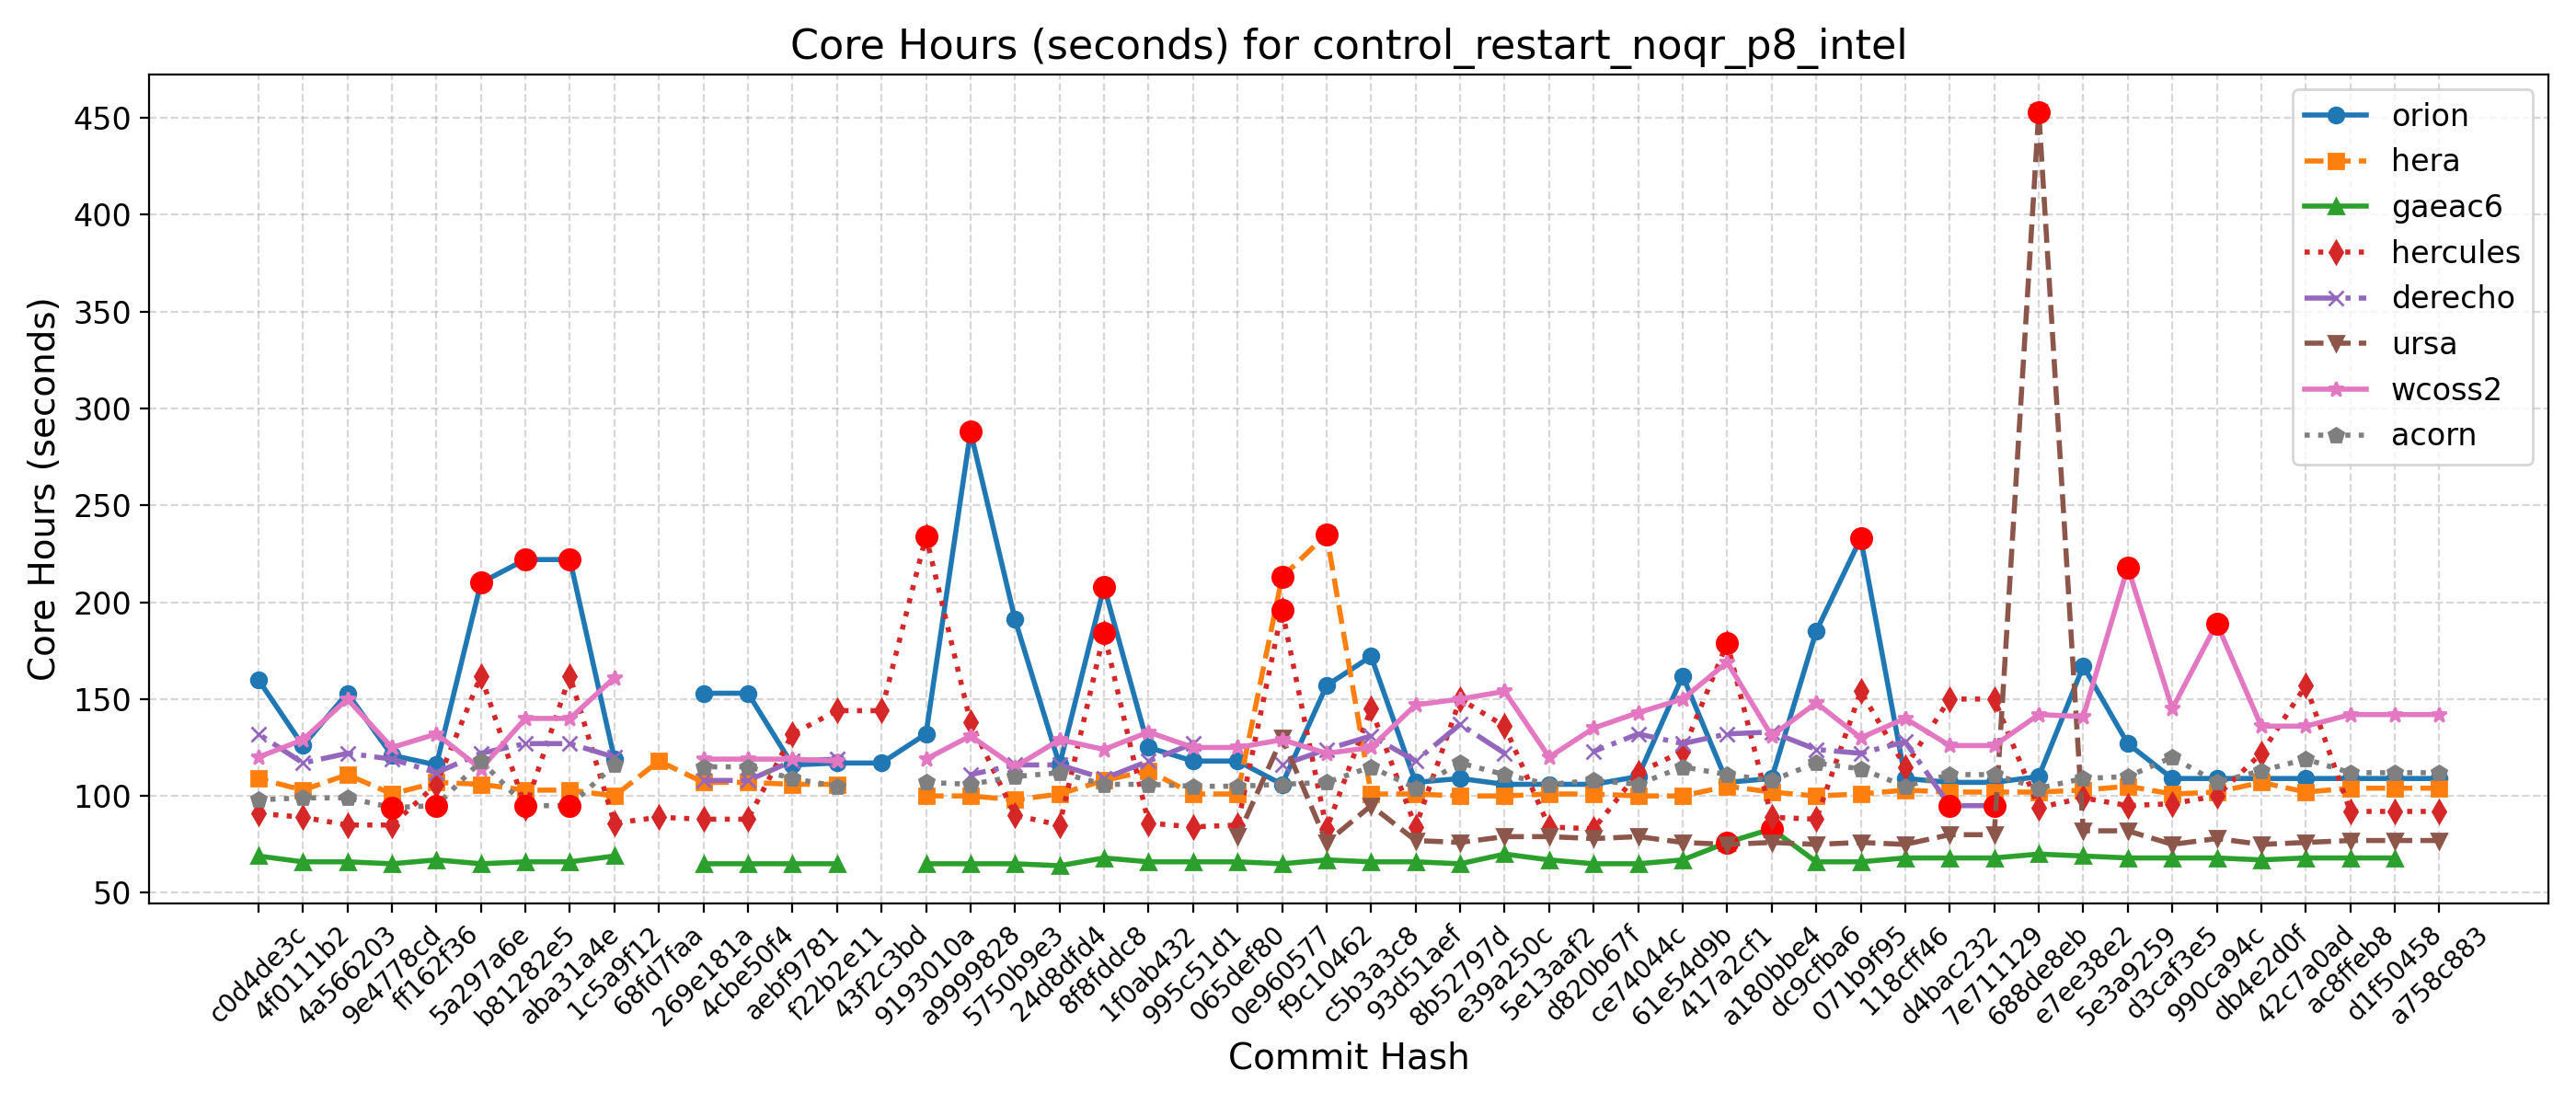 Core Hours (seconds) for control_restart_noqr_p8_intel
Core Hours (seconds)
450
400
350
300
250
200
150
100
50
orion
hera
gaeac6
hercules
derecho
ursa
wcoss2
acorn
c0d4de3c
4f0111b2
4a566203
9e4778cd
ff162f36
5a297a6e
b81282e5
aba31a4e
1c5a9f12
68fd7faa
269e181a
4cbe50f4
aebf9781
f22b2e11
43f2c3bd
9193010a
a9999828
5750b9e3
24d8dfd4
8f8fddc8
1f0ab432
995c51d1
065def80
0e960577
f9c10462
c5b3a3c8
93d51aef
8b52797d
e39a250c
5e13aaf2
d820b67f
ce74044c
61e54d9b
417a2cf1
a180bbe4
dc9cfba6
071b9f95
118cff46
d4bac232
7e711129
688de8eb
e7ee38e2
5e3a9259
d3caf3e5
990ca94c
db4e2d0f
42c7a0ad
ac8ffeb8
d1f50458
a758c883
Commit Hash